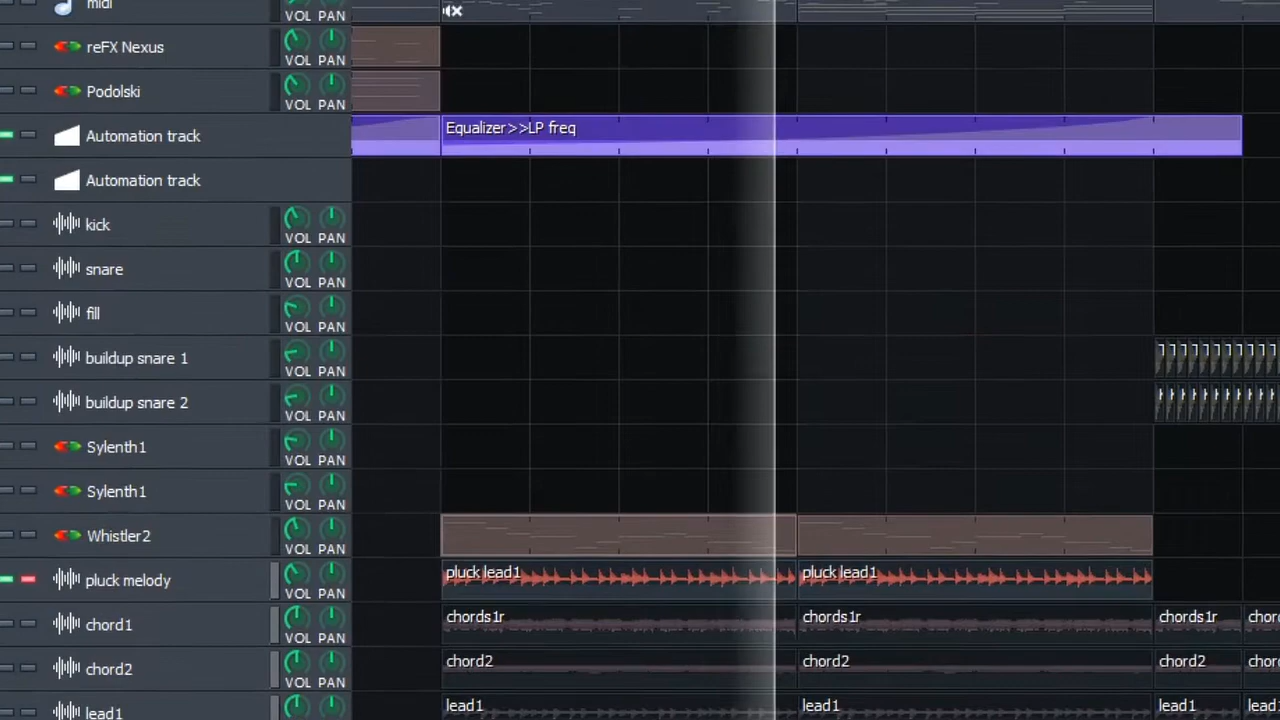 midi
reFX Nexus VOL PAN
Podolski VOL PAN
Automation track Equalizer>>LP freq
Automation track
kick VOL PAN
snare VOL PAN
fill VOL PAN
buildup snare 1 VOL PAN
buildup snare 2 VOL PAN
Sylenth1 VOL PAN
Sylenth1 VOL PAN
Whistler2 VOL PAN
pluck melody VOL PAN pluck lead1 pluck lead1
chord1 VOL PAN chords1r chords1r chords1r
chord2 VOL PAN chord2 chord2 chord2
lead1 lead1 lead1 lead1